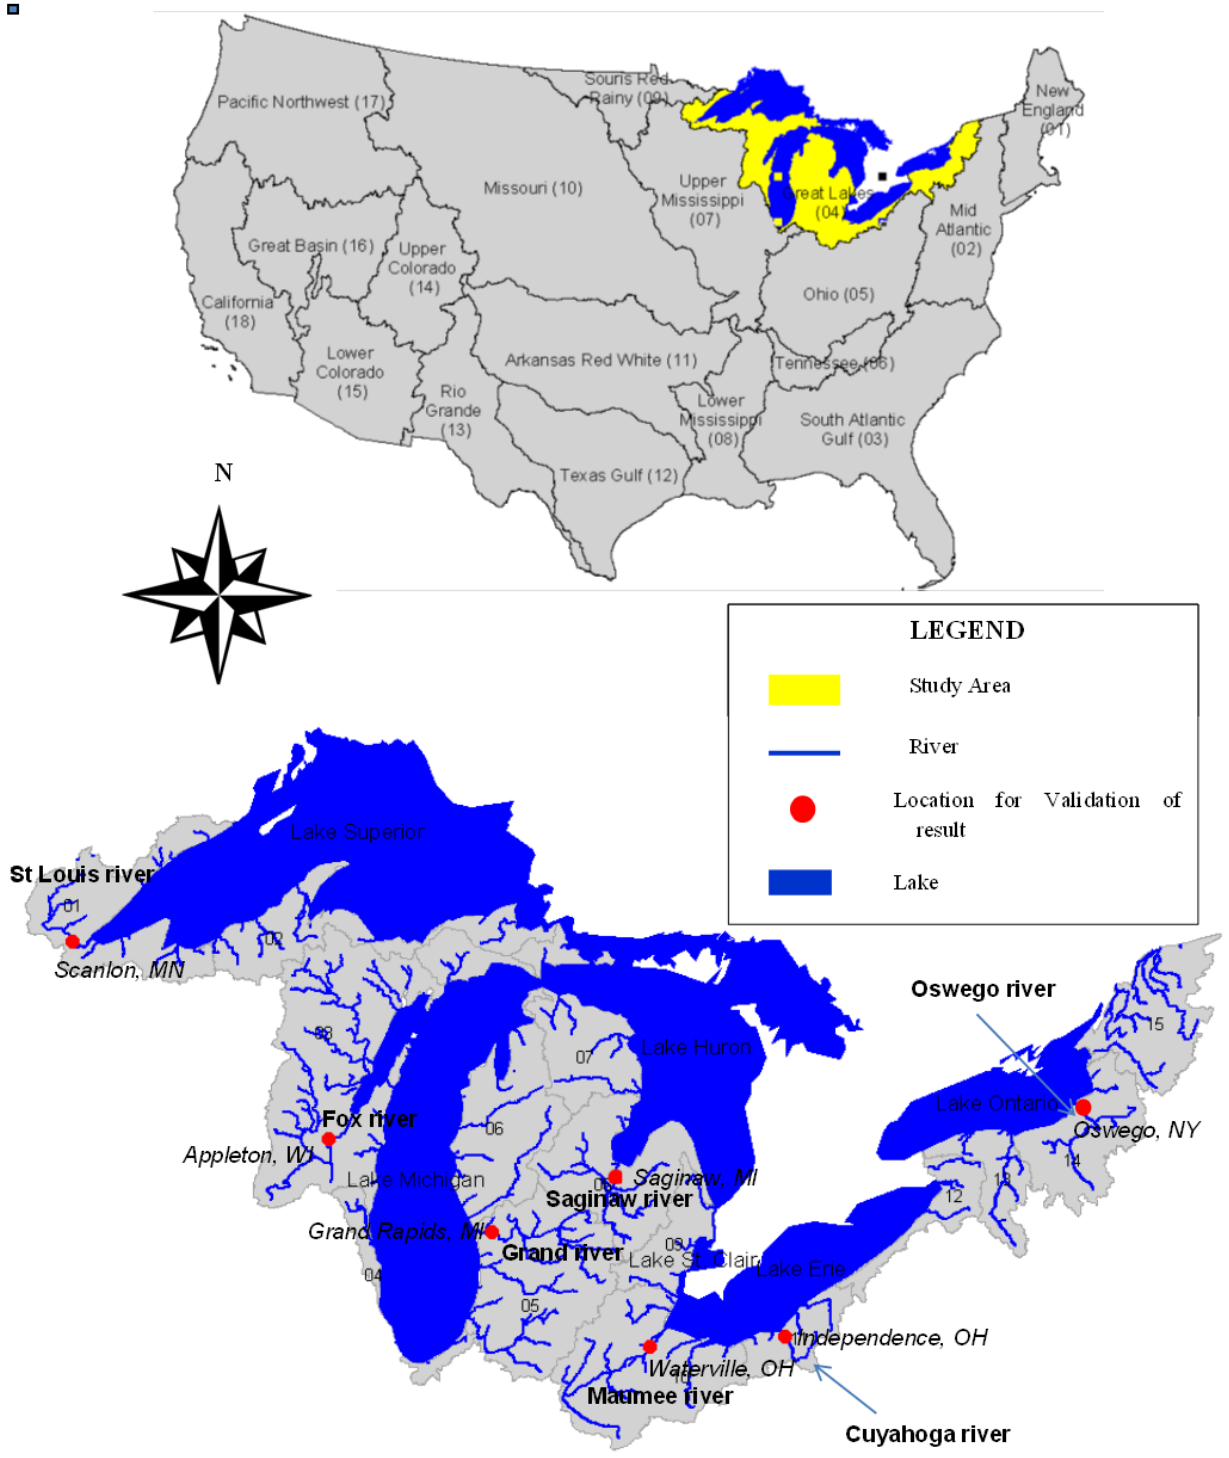 Pacific Northwest (17)
Souris Red-
Rainy (09)
New
England
(01)
Missouri (10)
Upper
Mississippi
(07)
Great Lakes
(04)
Mid
Atlantic
(02)
Great Basin (16)
Upper
Colorado
(14)
Ohio (05)
California
(18)
Lower
Colorado
(15)
Arkansas Red White (11)
Tennessee (06)
Rio
Grande
(13)
Lower
Mississippi
(08)
South Atlantic
Gulf (03)
Texas Gulf (12)
N
LEGEND
Study Area
River
Location for Validation of
result
Lake
Lake Superior
St Louis river
01
02
Scanlon, MN
Oswego river
03
07
Lake Huron
15
Lake Ontario
Fox river
06
Oswego, NY
Appleton, WI
14
Lake Michigan
08
Saginaw, MI
13
12
Saginaw river
Grand Rapids, MI
Grand river
09
Lake St. Clair
Lake Erie
04
05
Independence, OH
Waterville, OH
10
Maumee river
Cuyahoga river